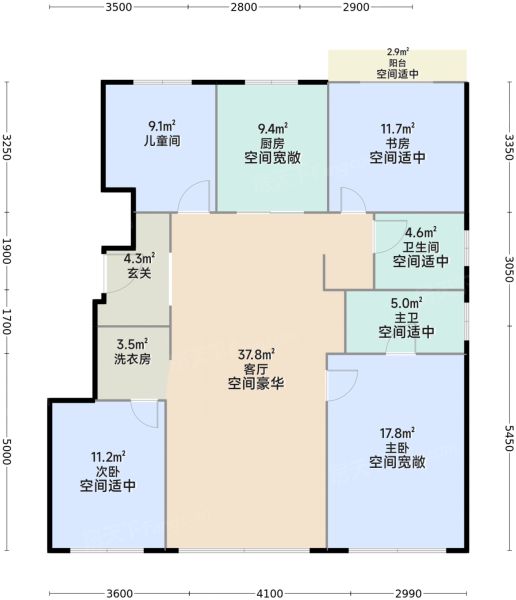 3500
2800
2900
2.9㎡
阳台
空间适中
9.1㎡
儿童间
9.4㎡
厨房
空间宽敞
11.7㎡
书房
空间适中
3250
3350
4.3㎡
玄关
4.6㎡
卫生间
空间适中
1900
3050
5.0㎡
主卫
空间适中
1700
3.5㎡
洗衣房
37.8㎡
客厅
空间豪华
11.2㎡
次卧
空间适中
17.8㎡
主卧
空间宽敞
5000
5450
3600
4100
2990